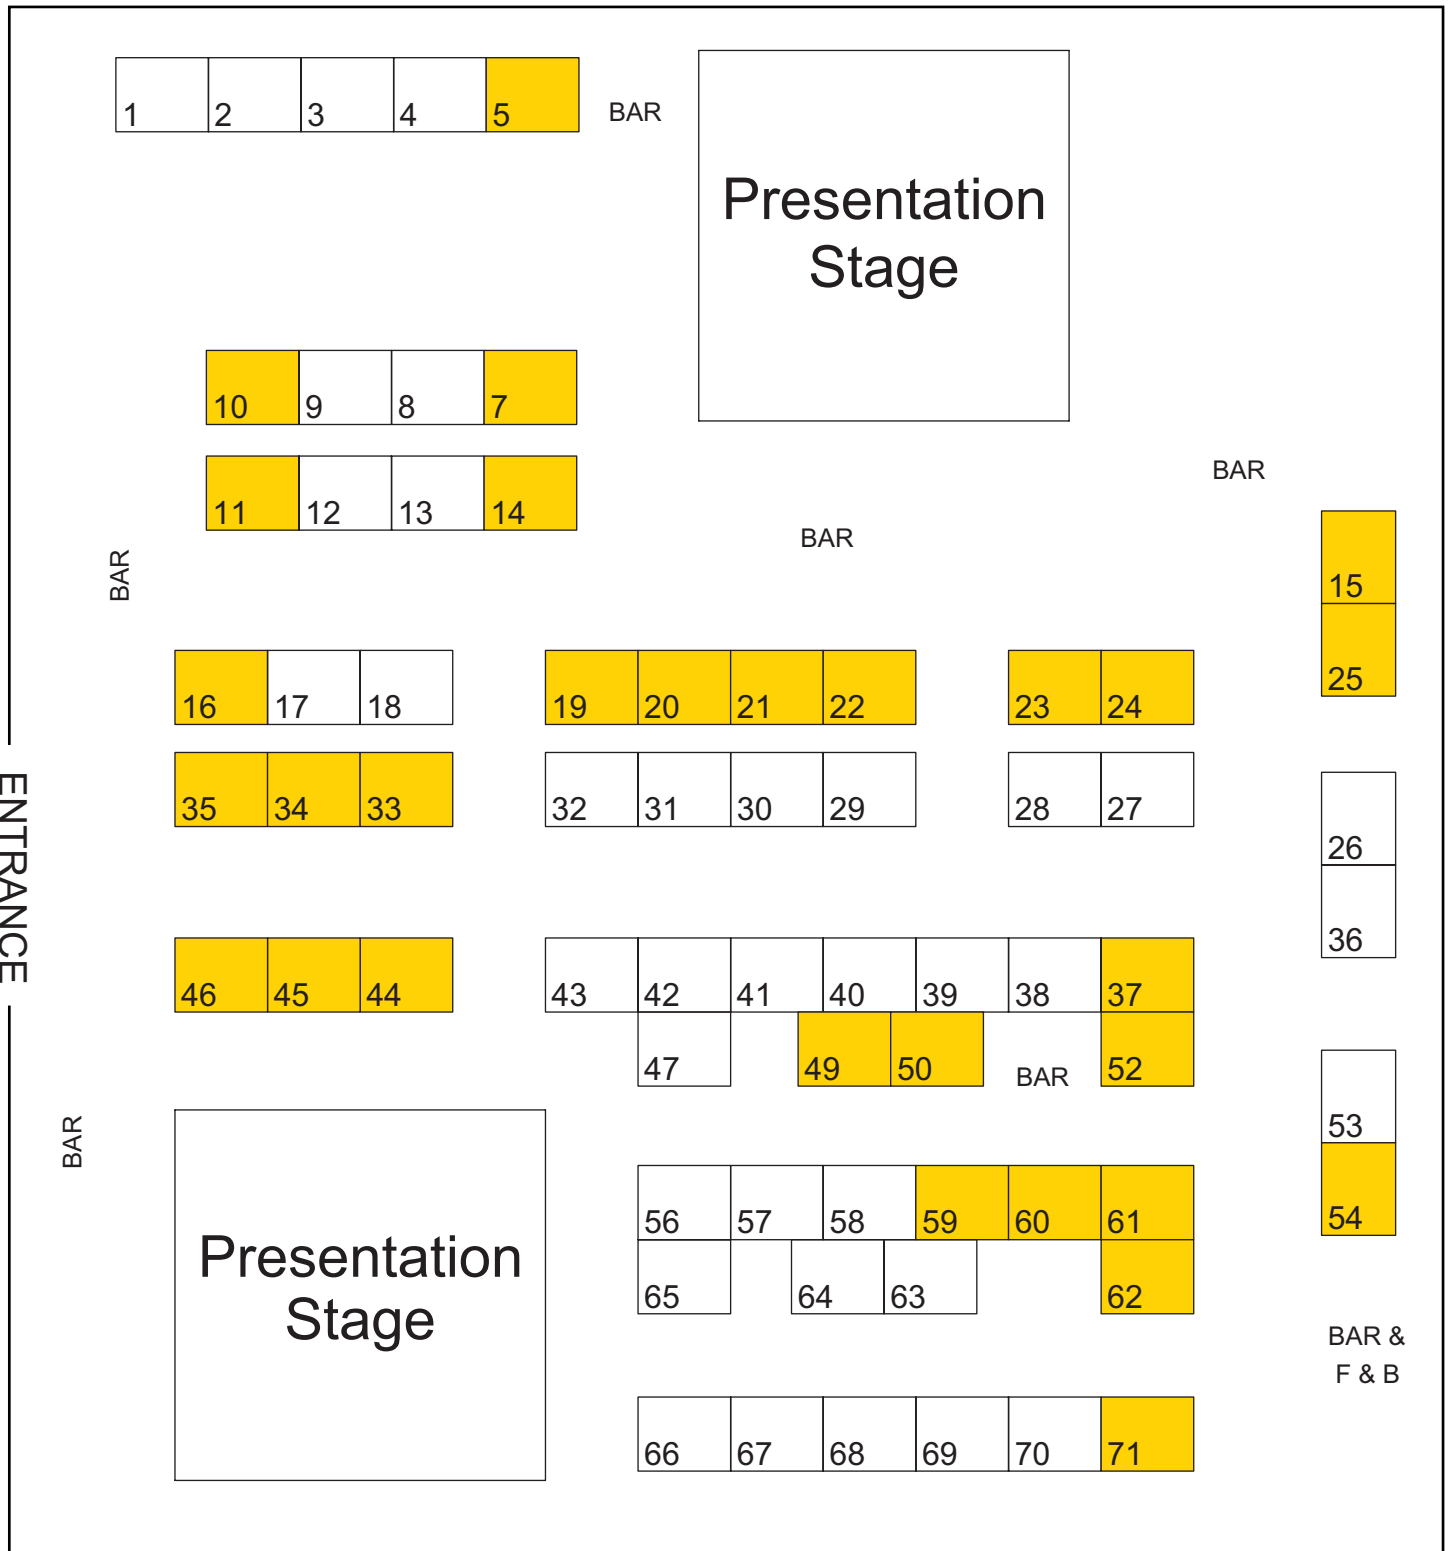 1 2 3 4 5 BAR
Presentation
Stage
10 9 8 7
BAR
11 12 13 14
BAR
BAR
15
25
16 17 18 19 20 21 22 23 24
35 34 33 32 31 30 29 28 27
ENTRANCE
26
36
46 45 44 43 42 41 40 39 38 37
47 49 50 BAR 52
BAR
53
54
56 57 58 59 60 61
Presentation
Stage
65 64 63 62
BAR &
F & B
66 67 68 69 70 71